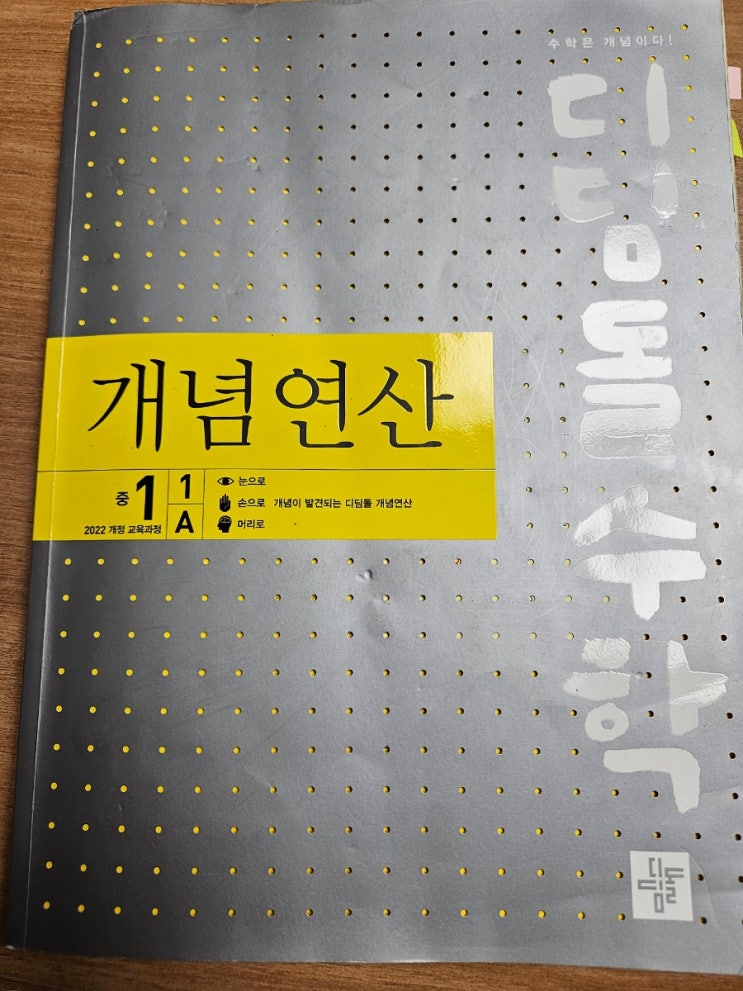 수학은 개념이다!
디딤돌수학
개념연산
중 1 1 A
2022 개정 교육과정
눈으로
손으로 개념이 발견되는 디딤돌 개념연산
머리로
디딤돌